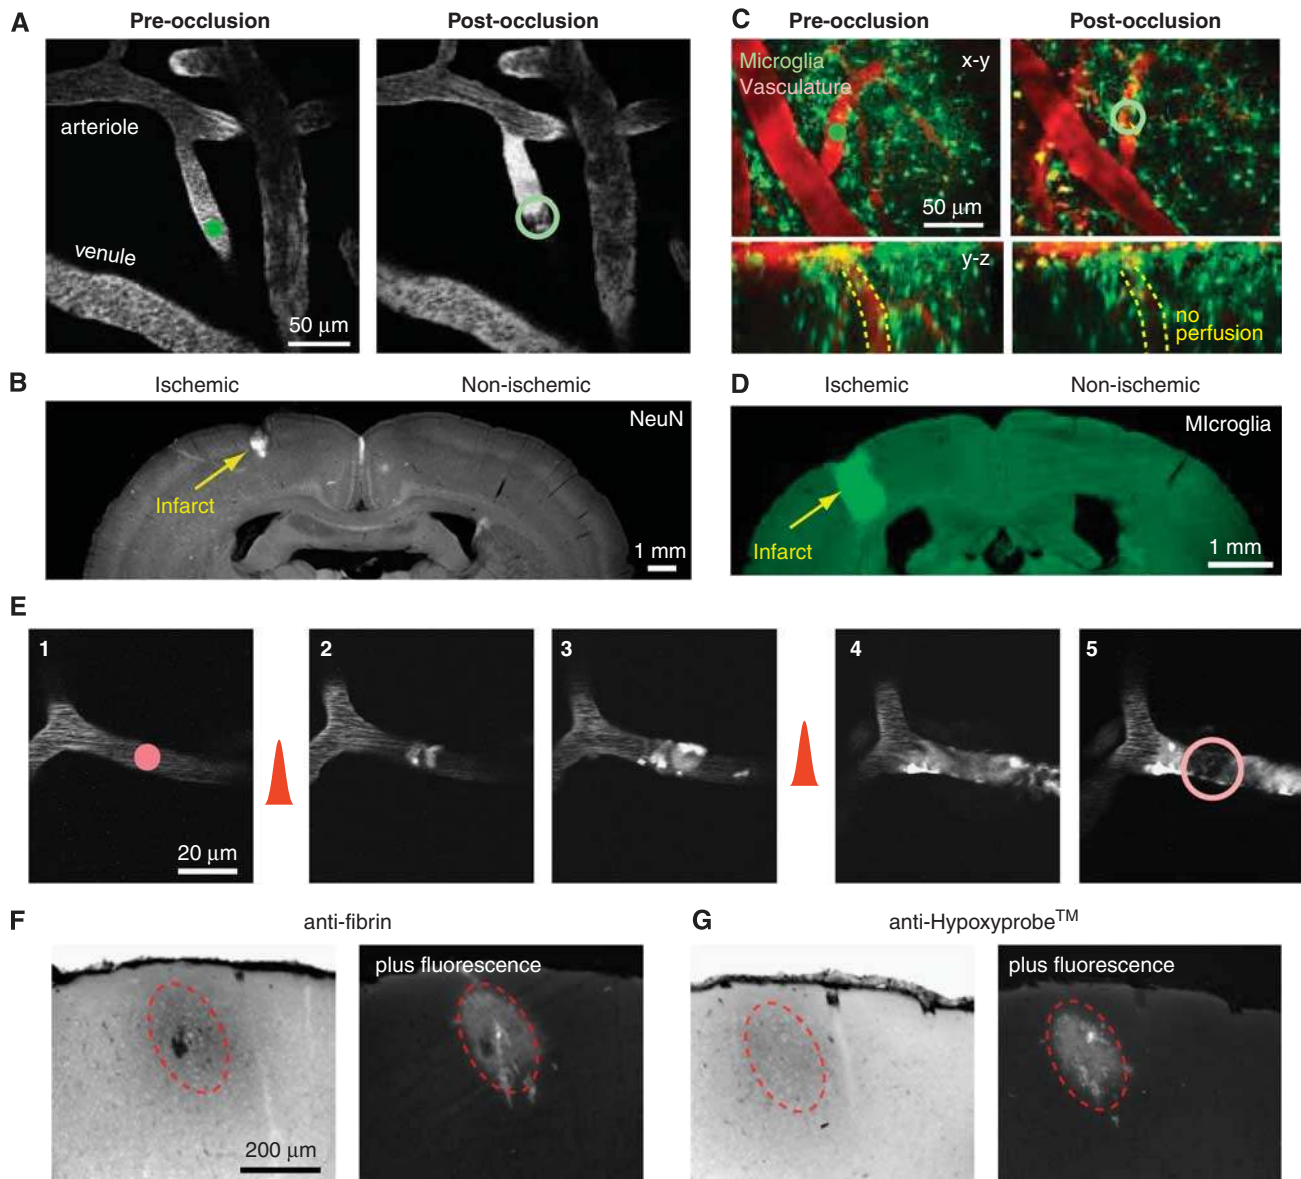 A
Pre-occlusion
Post-occlusion
arteriole
venule
50 μm
B
Ischemic
Non-ischemic
NeuN
Infarct
1 mm
C
Pre-occlusion
Post-occlusion
Microglia
Vasculature
x-y
50 μm
y-z
no
perfusion
D
Ischemic
Non-ischemic
MIcroglia
Infarct
1 mm
E
1
2
3
4
5
20 μm
F
anti-fibrin
plus fluorescence
200 μm
G
anti-Hypoxyprobe™
plus fluorescence